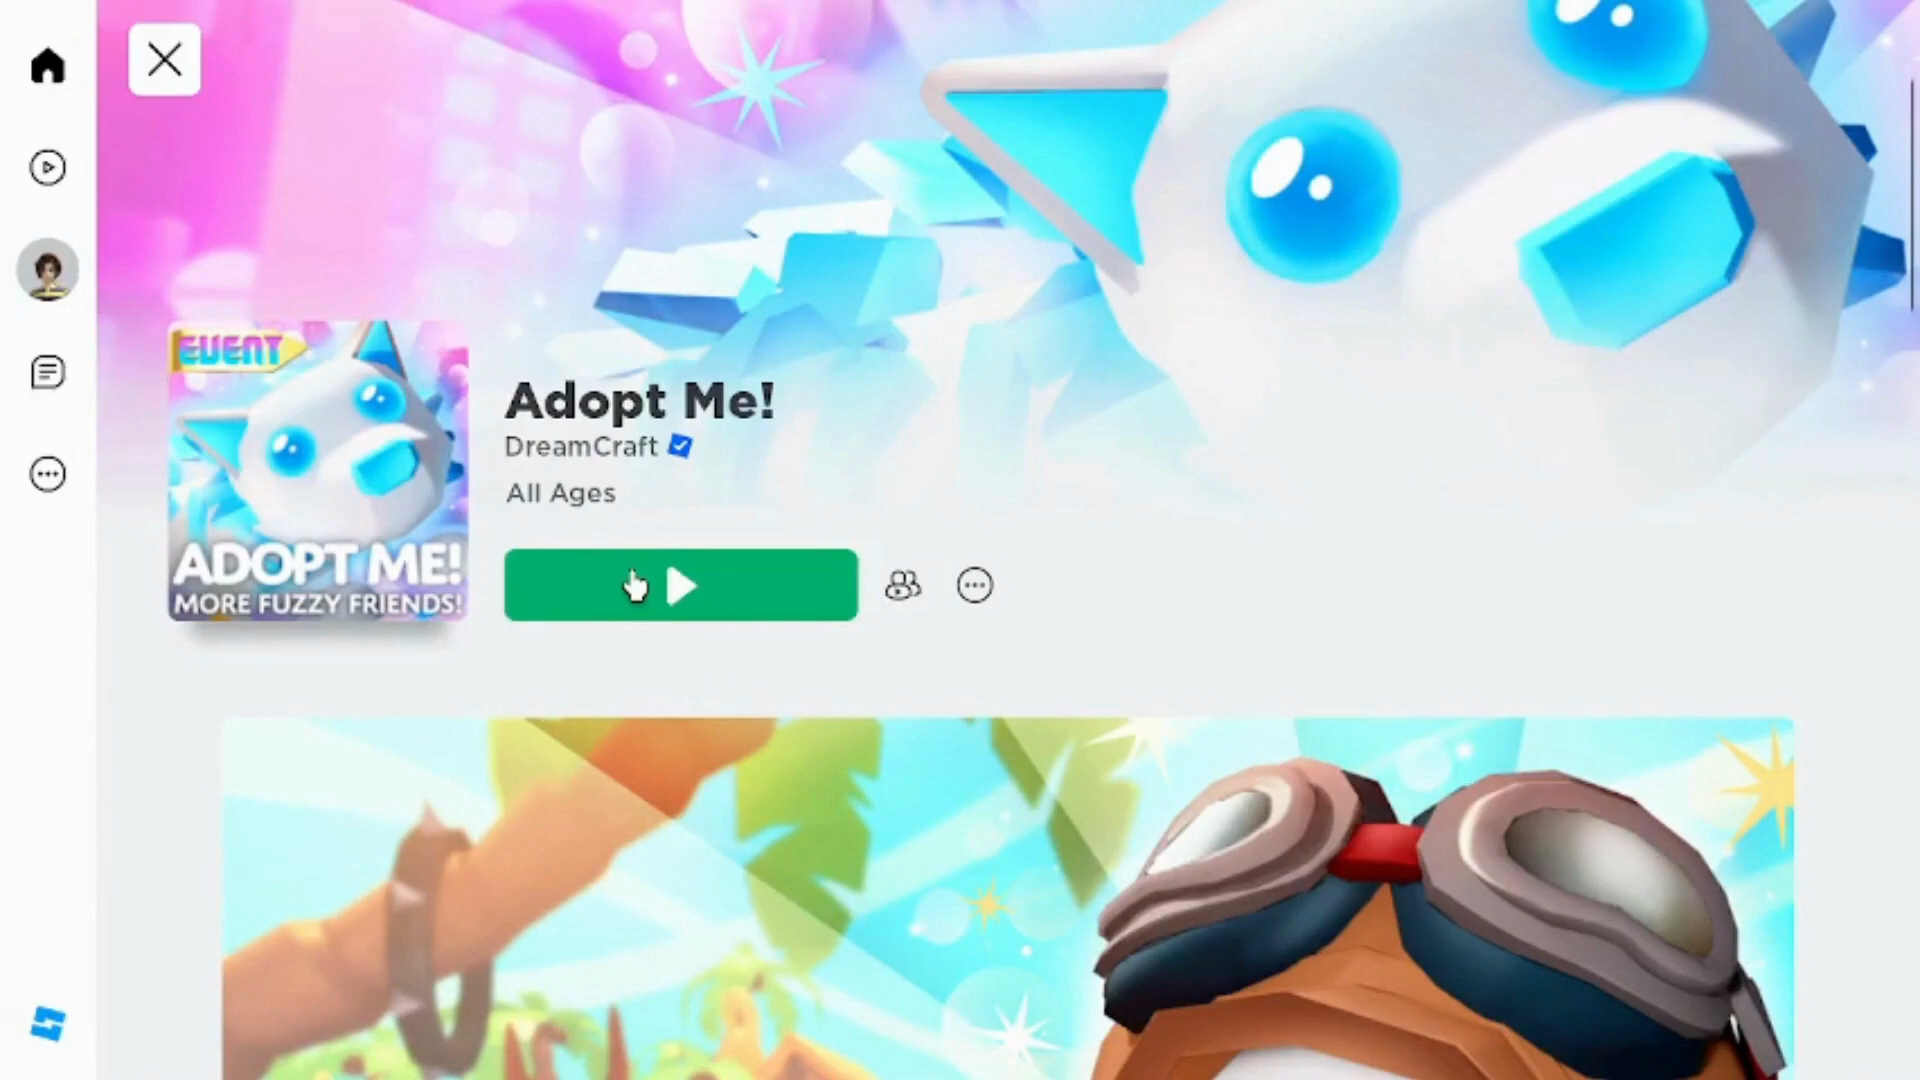 EVENT
ADOPT ME!
MORE FUZZY FRIENDS!
Adopt Me!
DreamCraft
All Ages